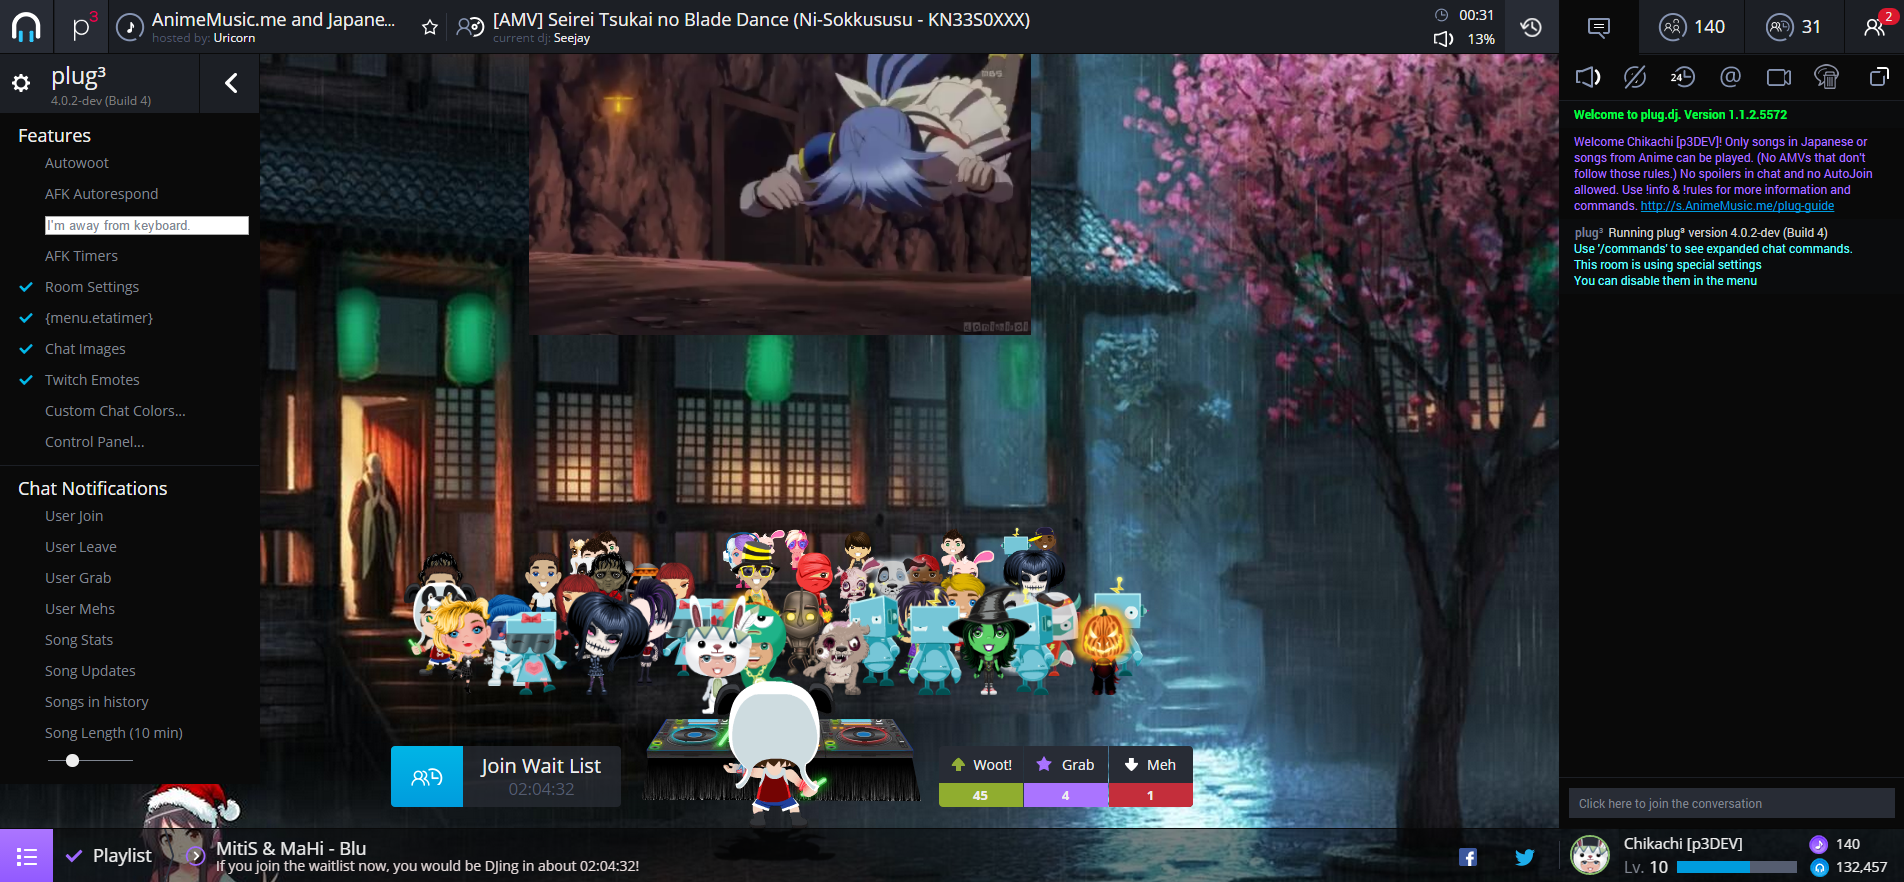 p³
AnimeMusic.me and Japane...
hosted by: Uricorn
[AMV] Seirei Tsukai no Blade Dance (Ni-Sokkususu - KN33S0XXX)
current dj: Seejay
00:31
13%
140
31
2
plug³
4.0.2-dev (Build 4)
Features
Autowoot
AFK Autorespond
I'm away from keyboard.
AFK Timers
Room Settings
{menu.etatimer}
Chat Images
Twitch Emotes
Custom Chat Colors...
Control Panel...
Chat Notifications
User Join
User Leave
User Grab
User Mehs
Song Stats
Song Updates
Songs in history
Song Length (10 min)
Join Wait List
02:04:32
Woot!
Grab
Meh
45
4
1
Playlist
MitiS & MaHi - Blu
If you join the waitlist now, you would be DJing in about 02:04:32!
24
@
Welcome to plug.dj. Version 1.1.2.5572
Welcome Chikachi [p3DEV]! Only songs in Japanese or
songs from Anime can be played. (No AMVs that don't
follow those rules.) No spoilers in chat and no AutoJoin
allowed. Use !info & !rules for more information and
commands. http://s.AnimeMusic.me/plug-guide
plug³ Running plug³ version 4.0.2-dev (Build 4)
Use '/commands' to see expanded chat commands.
This room is using special settings
You can disable them in the menu
Click here to join the conversation
Chikachi [p3DEV]
140
Lv. 10
132,457